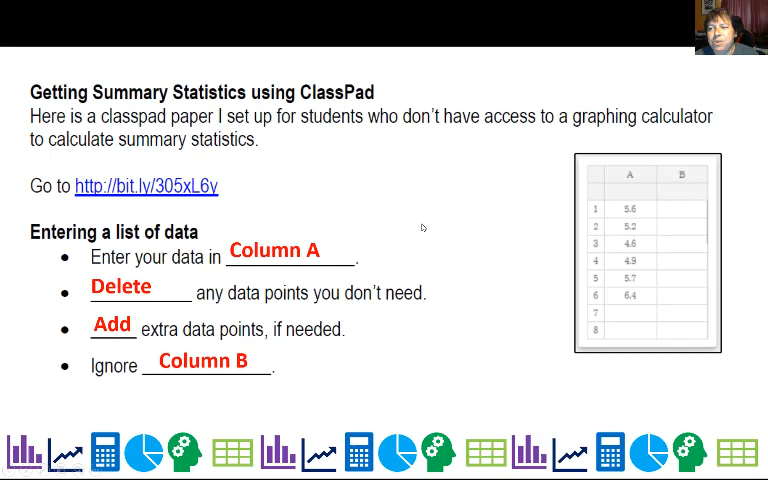 Getting Summary Statistics using ClassPad
Here is a classpad paper I set up for students who don't have access to a graphing calculator
to calculate summary statistics.
Go to http://bit.ly/305xL6y
Entering a list of data
• Enter your data in Column A.
• Delete any data points you don't need.
• Add extra data points, if needed.
• Ignore Column B.
A B
1 5.6
2 5.2
3 4.6
4 4.9
5 5.7
6 6.4
7
8